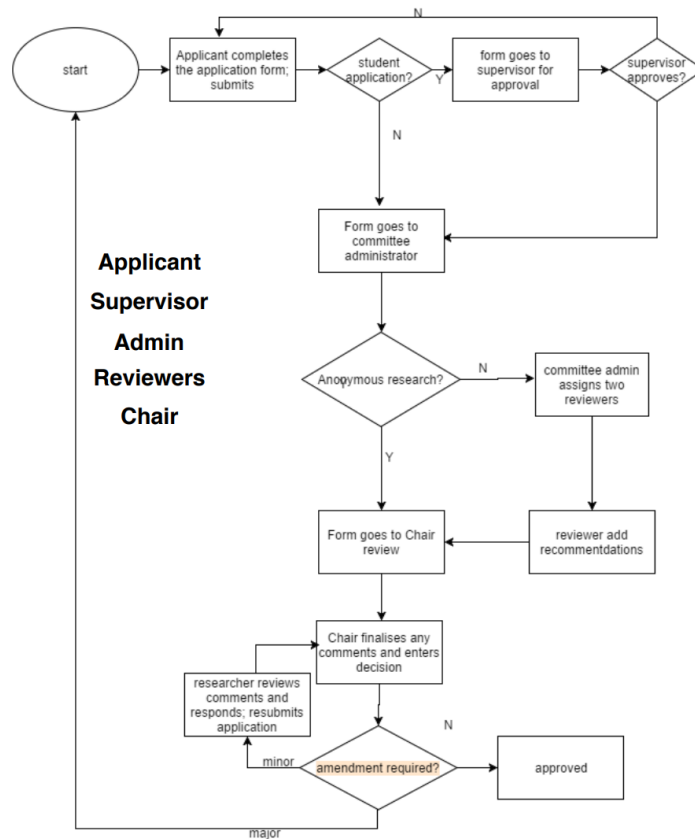 N
start
Applicant completes
the application form;
submits
student
application?
Y
form goes to
supervisor for
approval
supervisor
approves?
N
Form goes to
committee
administrator
Applicant
Supervisor
Admin
Reviewers
Chair
Anoymous research?
N
committee admin
assigns two
reviewers
Y
Form goes to Chair
review
reviewer add
recommentdations
Chair finalises any
comments and enters
decision
researcher reviews
comments and
responds; resubmits
application
N
minor
amendment required?
approved
major